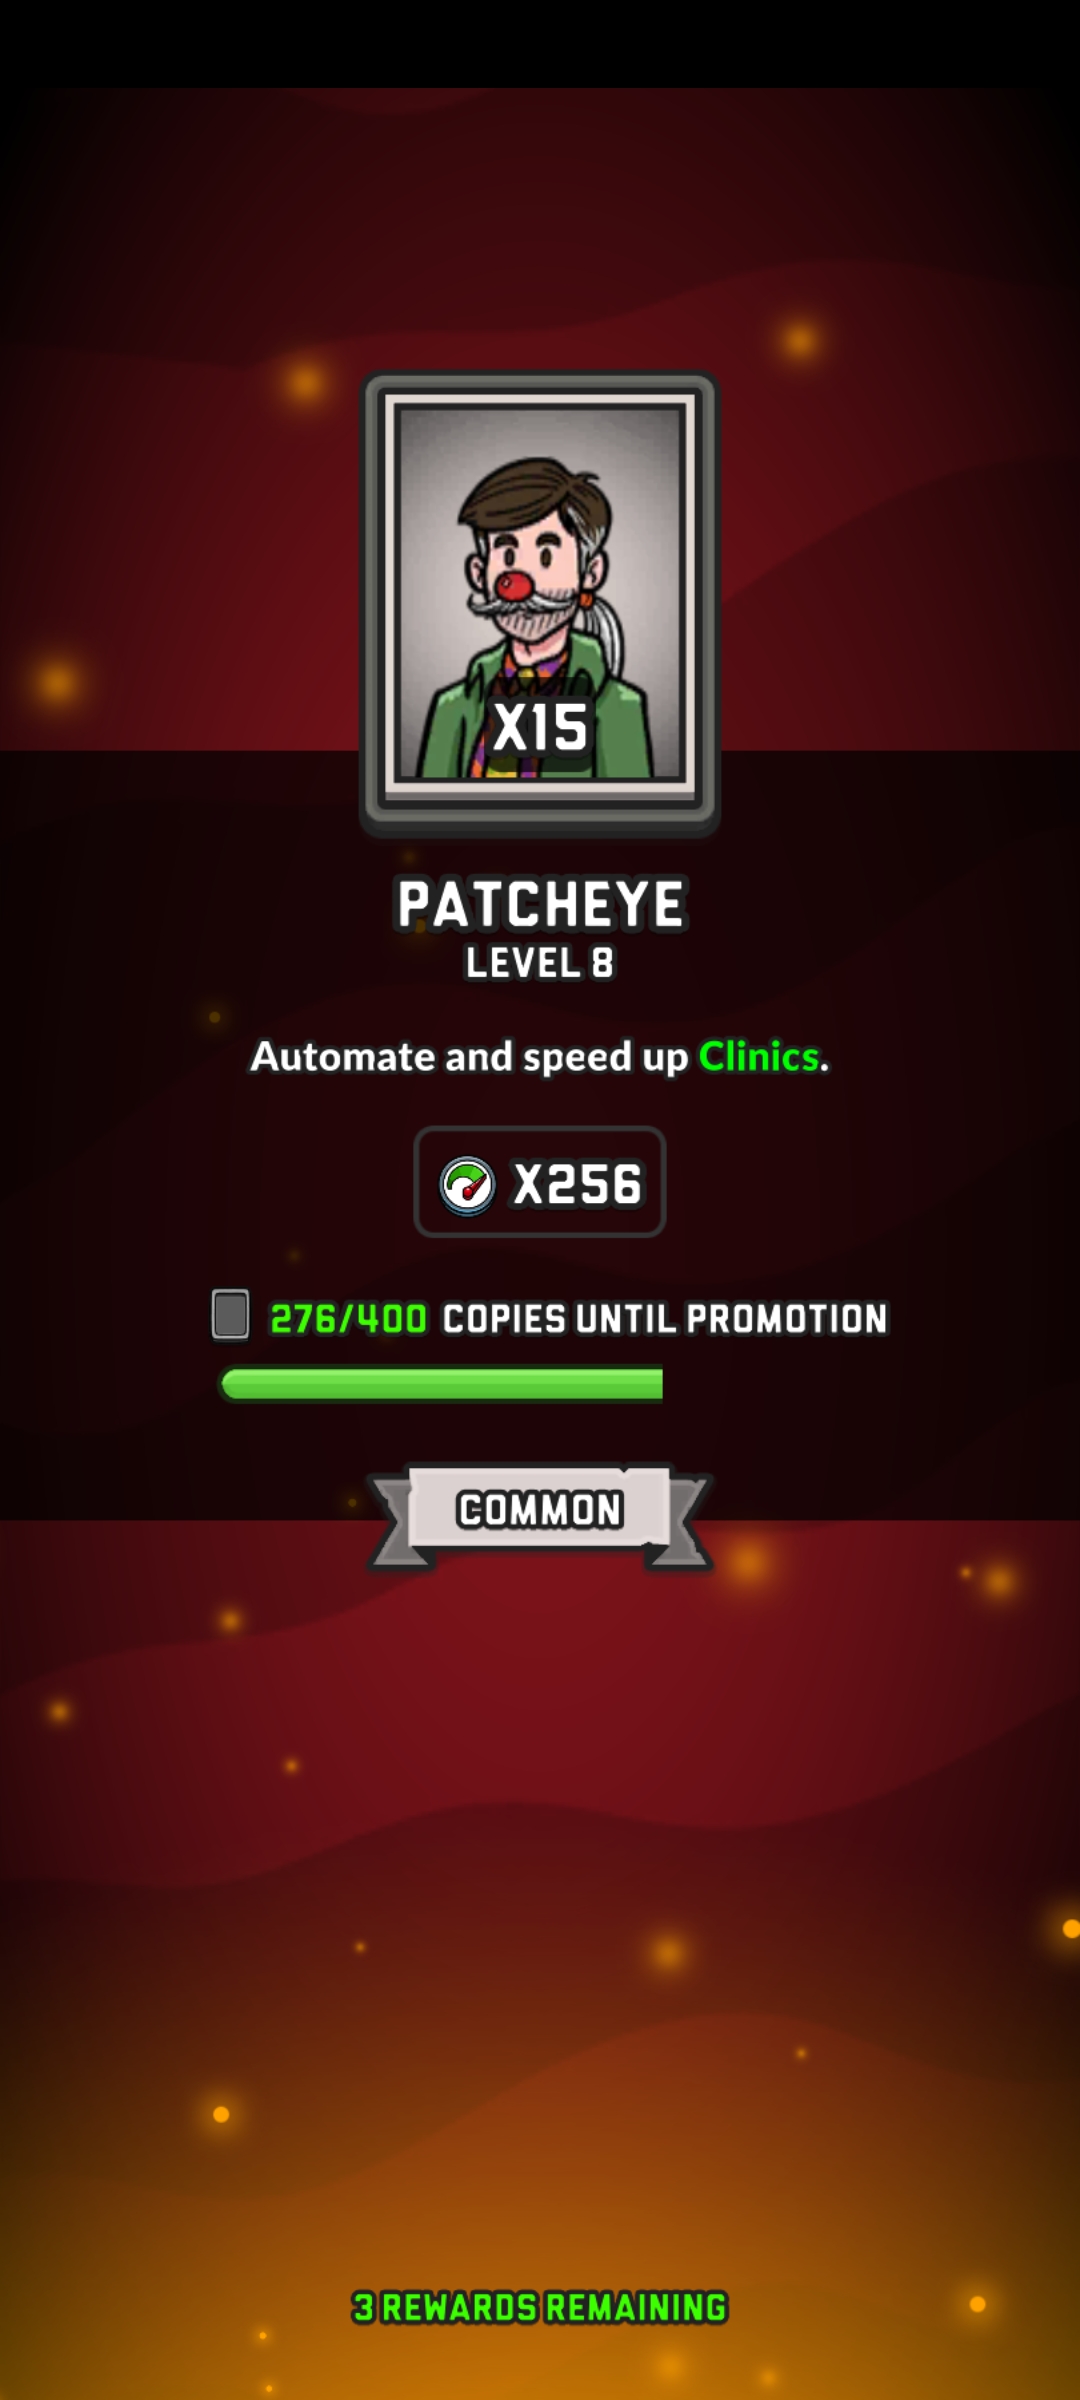 X15
PATCHEYE
LEVEL 8
Automate and speed up Clinics.
X256
276/400 COPIES UNTIL PROMOTION
COMMON
3 REWARDS REMAINING